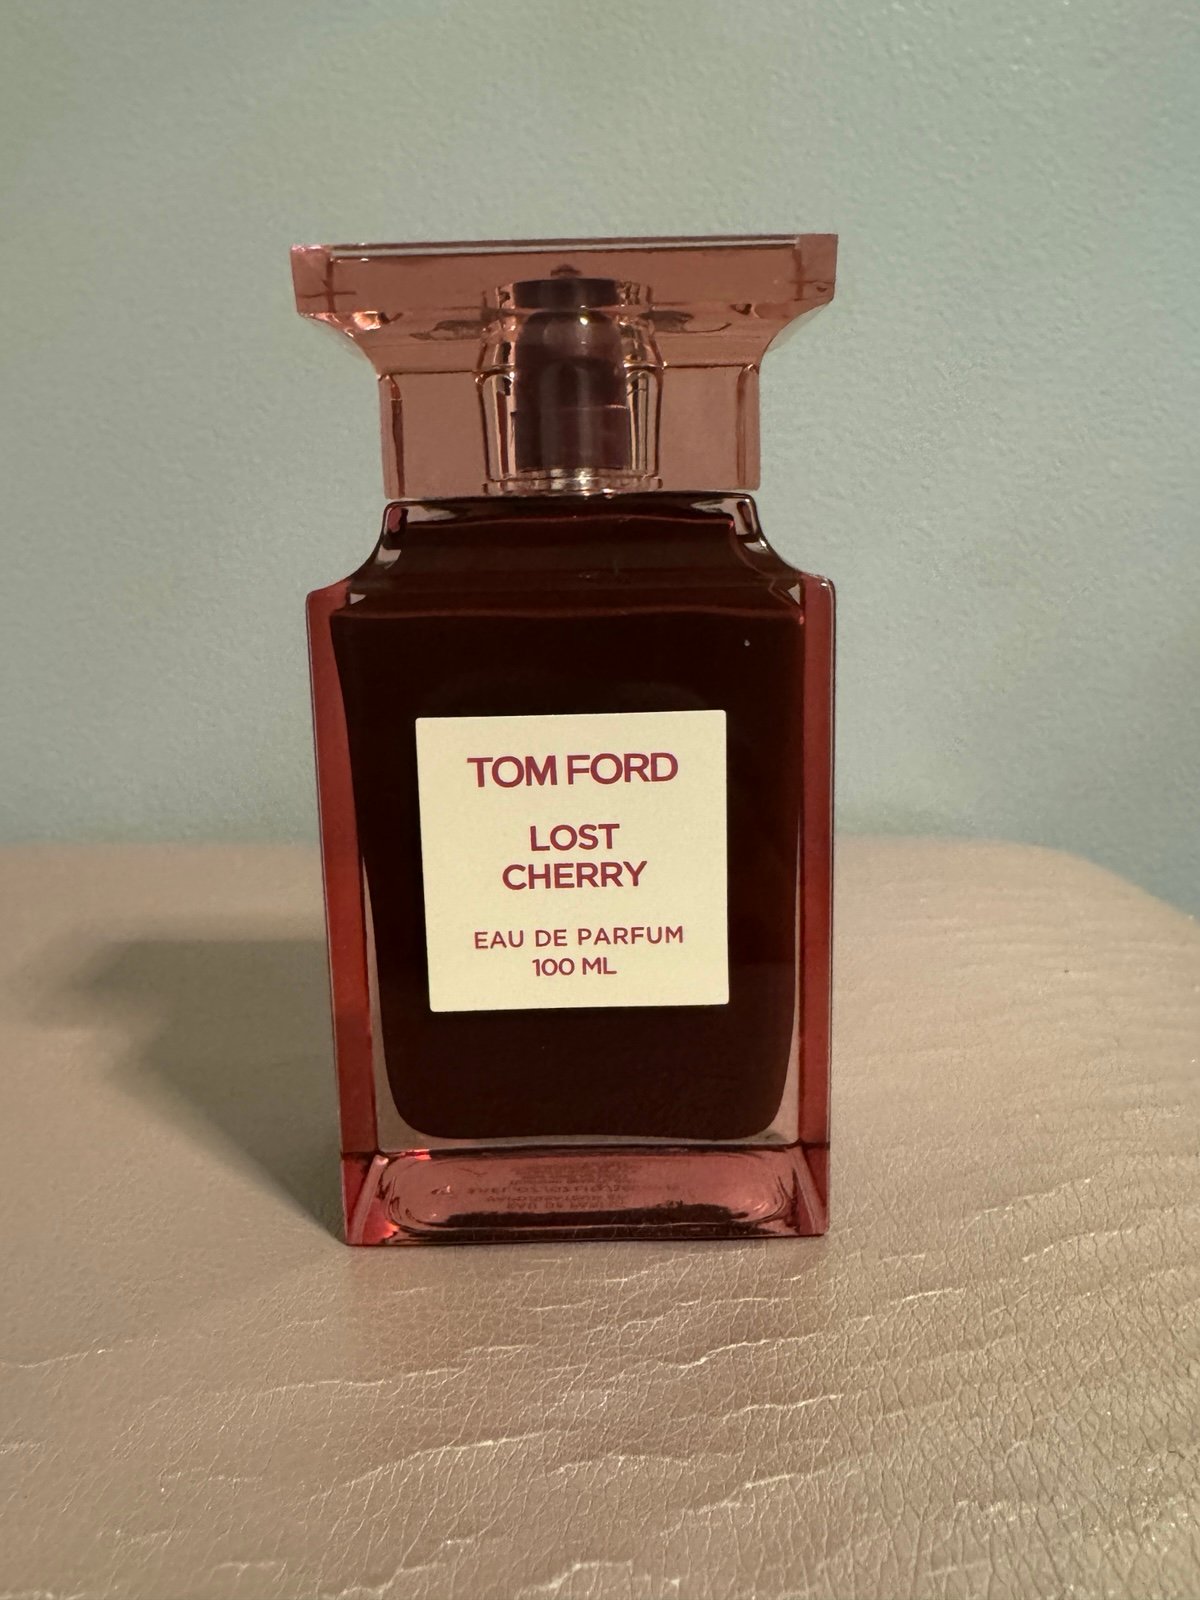 TOM FORD
LOST
CHERRY
EAU DE PARFUM
100 ML